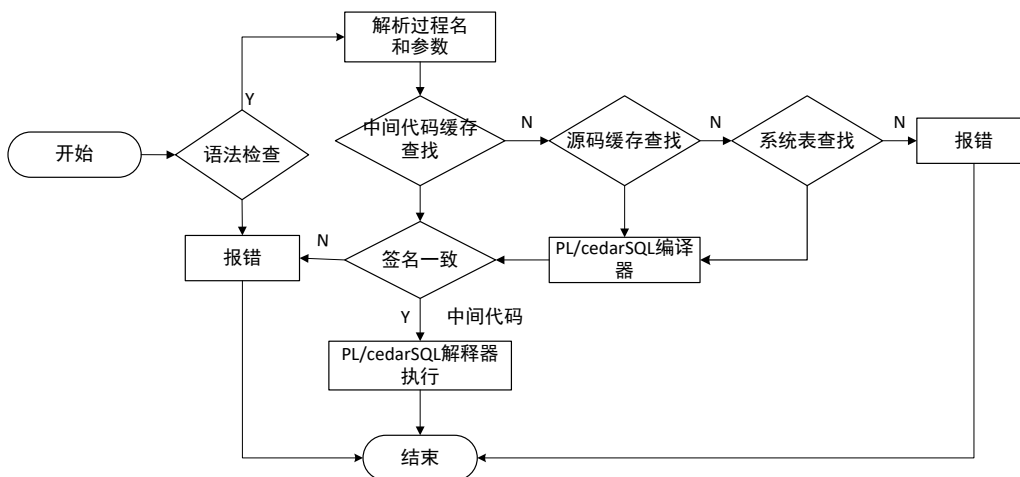 解析过程名
和参数
Y
开始
语法检查
中间代码缓存
查找
N
源码缓存查找
N
系统表查找
N
报错
报错
N
签名一致
PL/cedarSQL编译
器
Y
中间代码
PL/cedarSQL解释器
执行
结束